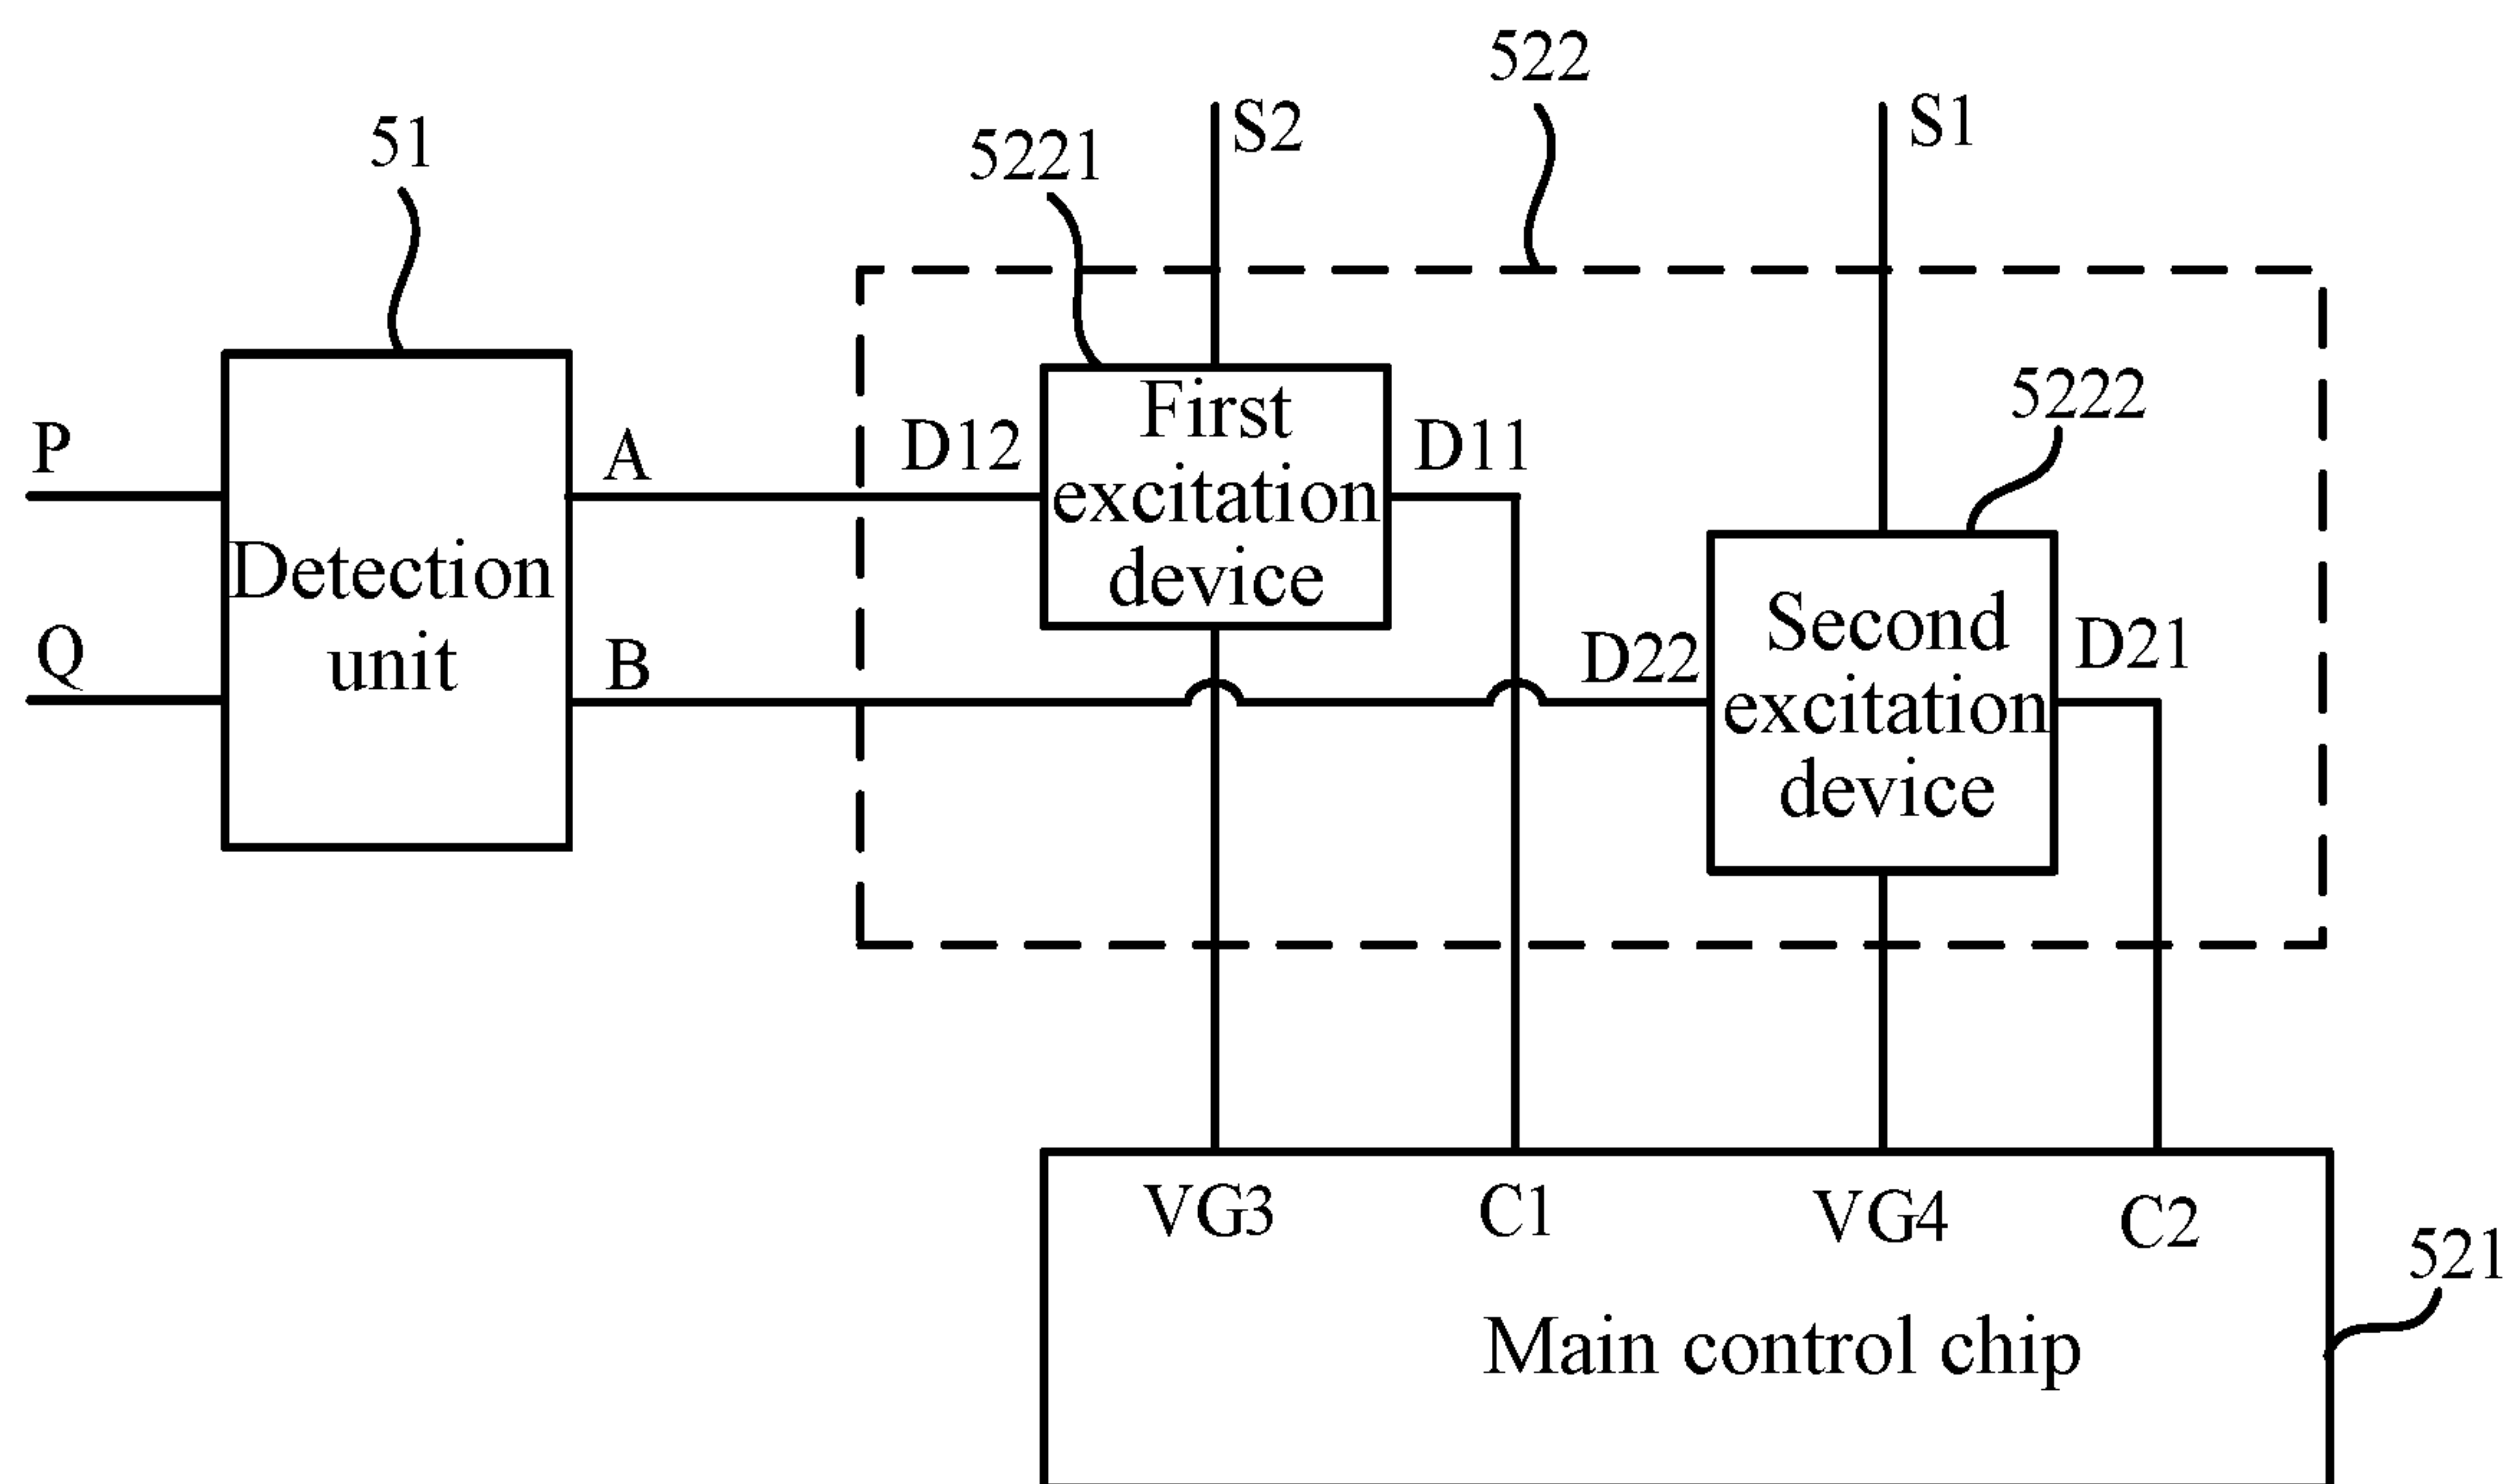 522
S2
S1
51
5221
5222
P
A
D12
First
excitation
device
D11
Detection
unit
Q
B
D22
Second
excitation
device
D21
VG3
C1
VG4
C2
521
Main control chip